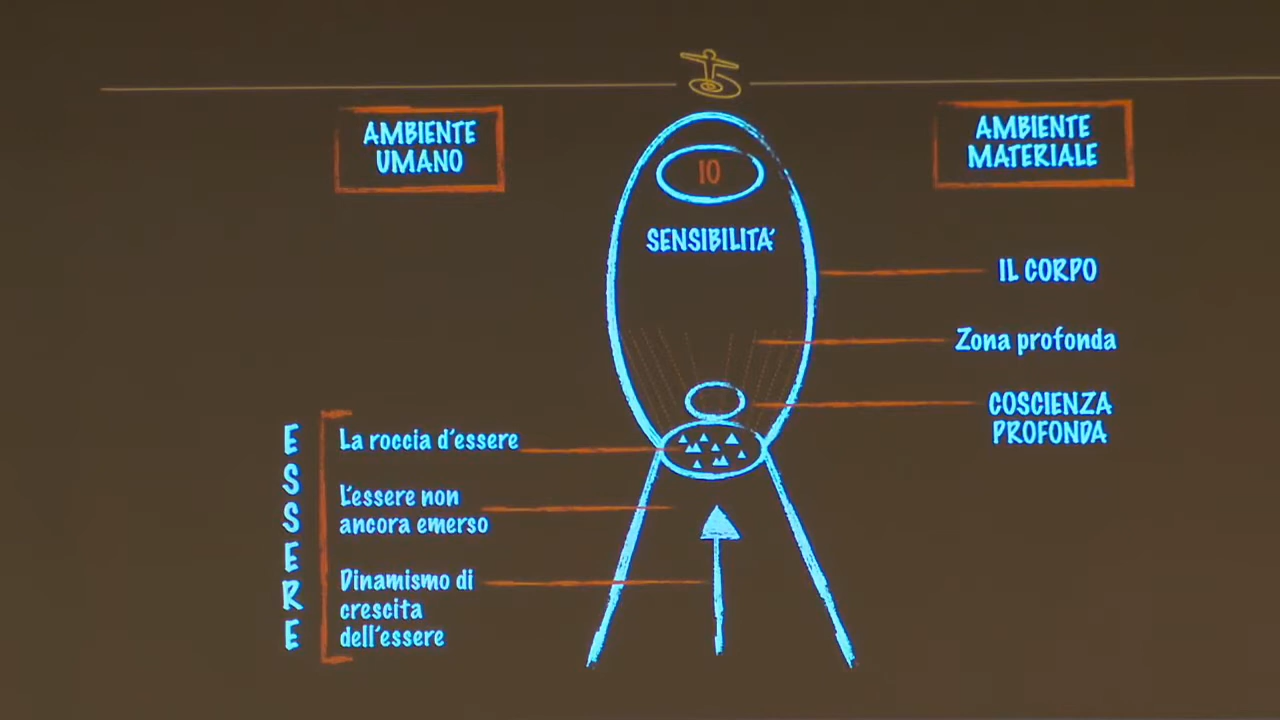 AMBIENTE
UMANO
AMBIENTE
MATERIALE
10
SENSIBILITA'
IL CORPO
Zona profonda
COSCIENZA
PROFONDA
ESSERE
La roccia d'essere
L'essere non
ancora emerso
Dinamismo di
crescita
dell'essere